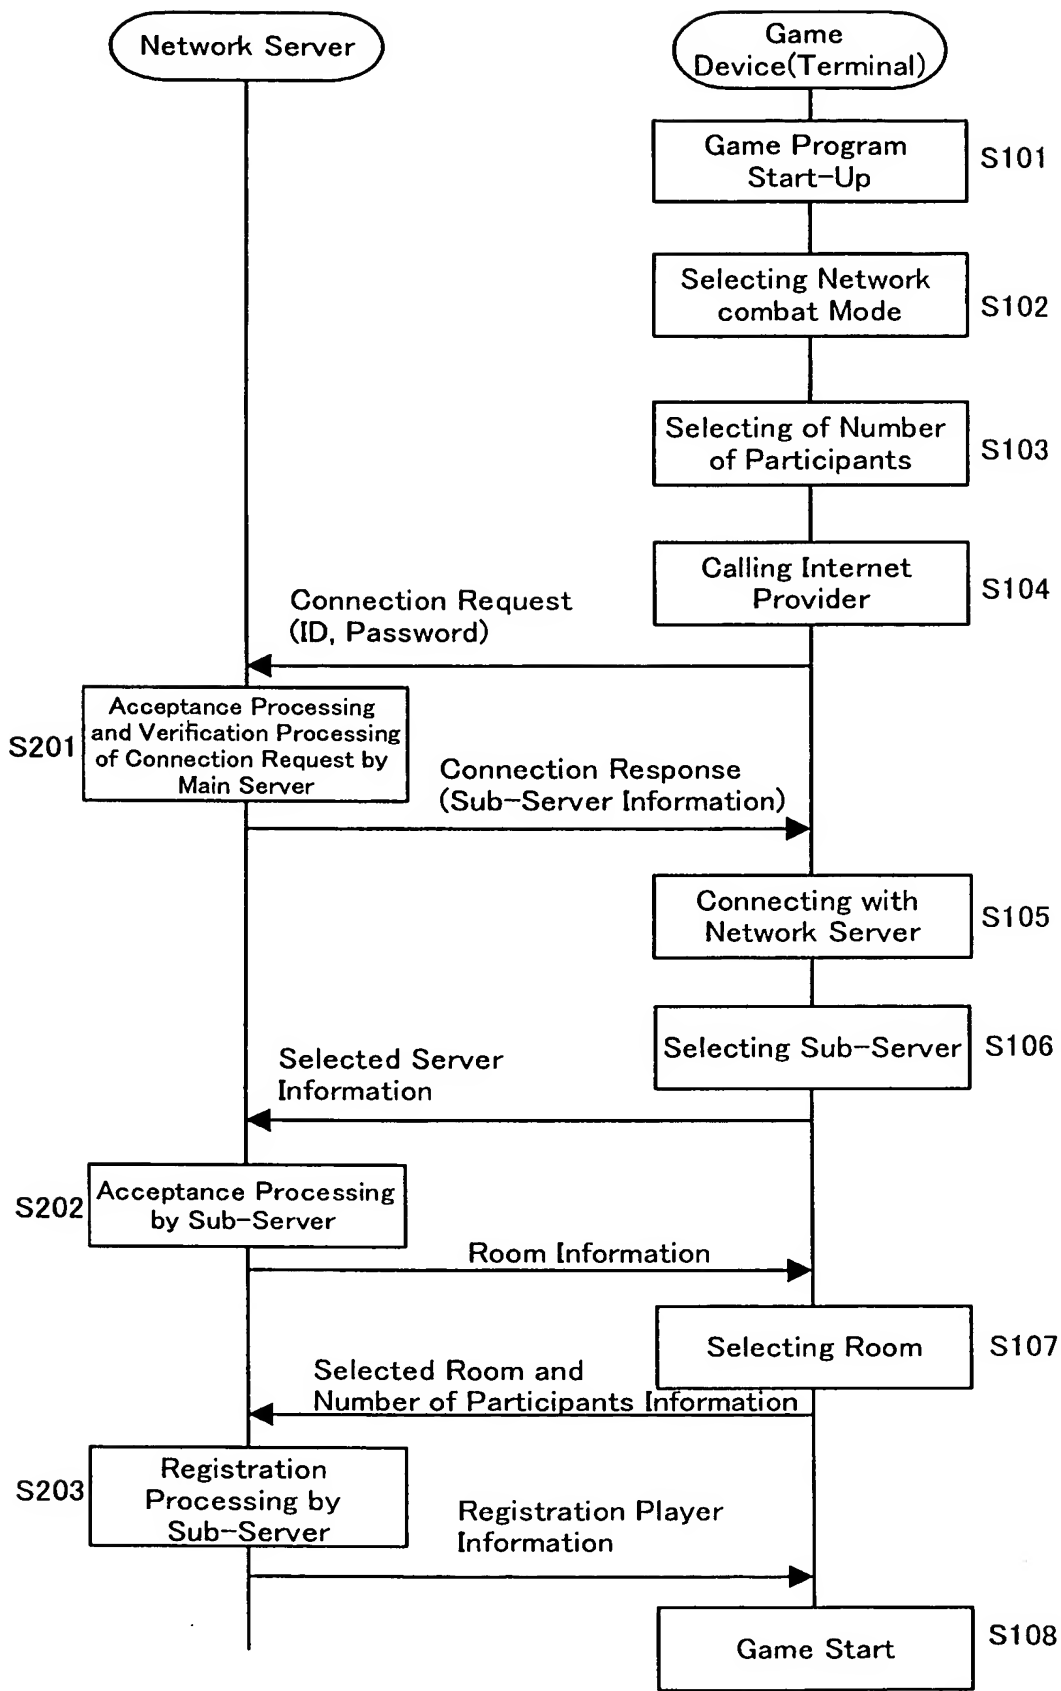 Network Server
Game
Device(Terminal)
Game Program
Start-Up
S101
Selecting Network
combat Mode
S102
Selecting of Number
of Participants
S103
Calling Internet
Provider
S104
Connection Request
(ID, Password)
Acceptance Processing
and Verification Processing
of Connection Request by
Main Server
S201
Connection Response
(Sub-Server Information)
Connecting with
Network Server
S105
Selecting Sub-Server
S106
Selected Server
Information
Acceptance Processing
by Sub-Server
S202
Room Information
Selecting Room
S107
Selected Room and
Number of Participants Information
Registration
Processing by
Sub-Server
S203
Registration Player
Information
Game Start
S108